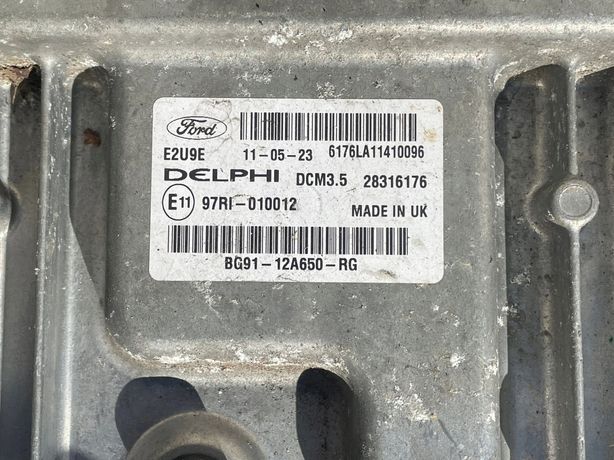 Ford
E2U9E 11-05-23 6176LA11410096
DELPHI DCM3.5 28316176
E11 97RI-010012 MADE IN UK
BG91-12A650-RG